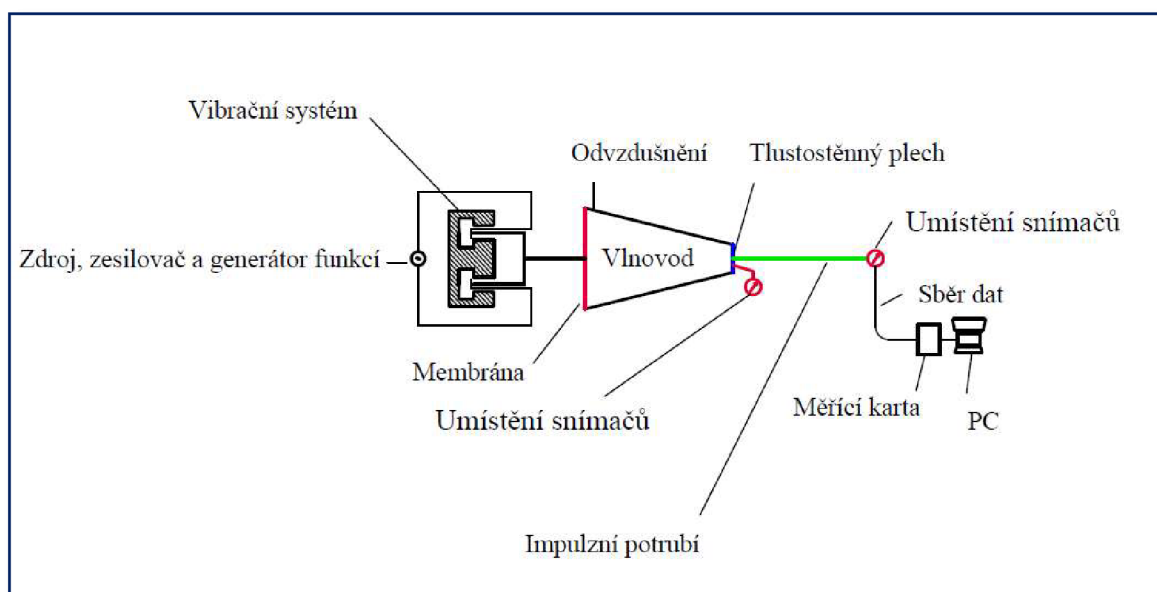 Vibrační systém
Odvzdušnění
Tlustostěnný plech
Umístění snímačů
Zdroj, zesilovač a generátor funkcí
Vlnovod
Sběr dat
Membrána
Umístění snímačů
Měřící karta
PC
Impulzní potrubí